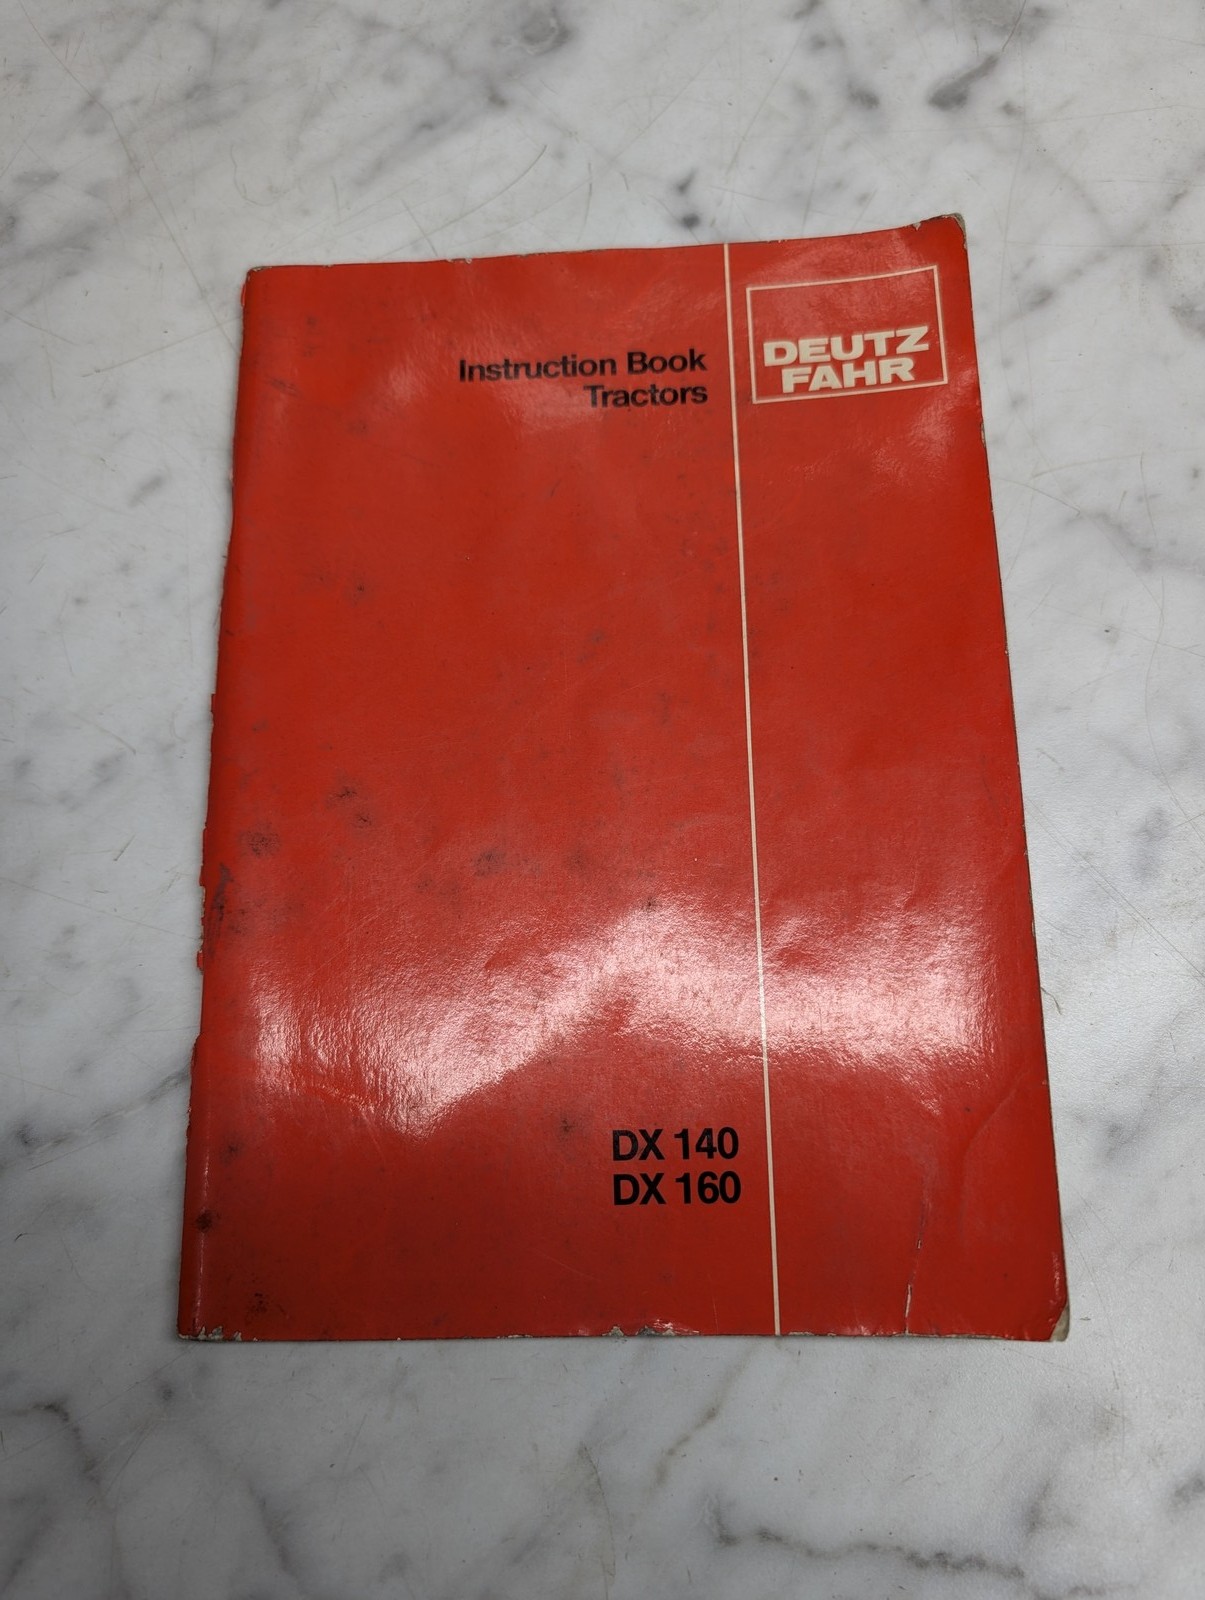 Instruction Book
Tractors
DEUTZ
FAHR
DX 140
DX 160